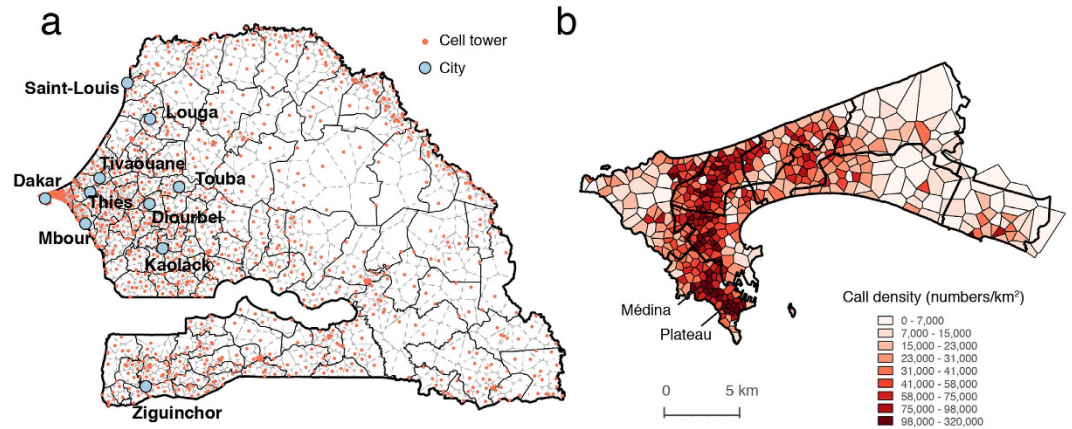 a
Cell tower
City
Saint-Louis
Louga
Tivaouane
Touba
Dakar
Thies
Diourbel
Mbour
Kaolack
Ziguinchor
b
Médina
Plateau
0 5 km
Call density (numbers/km²)
0 - 7,000
7,000 - 15,000
15,000 - 23,000
23,000 - 31,000
31,000 - 41,000
41,000 - 58,000
58,000 - 75,000
75,000 - 98,000
98,000 - 320,000